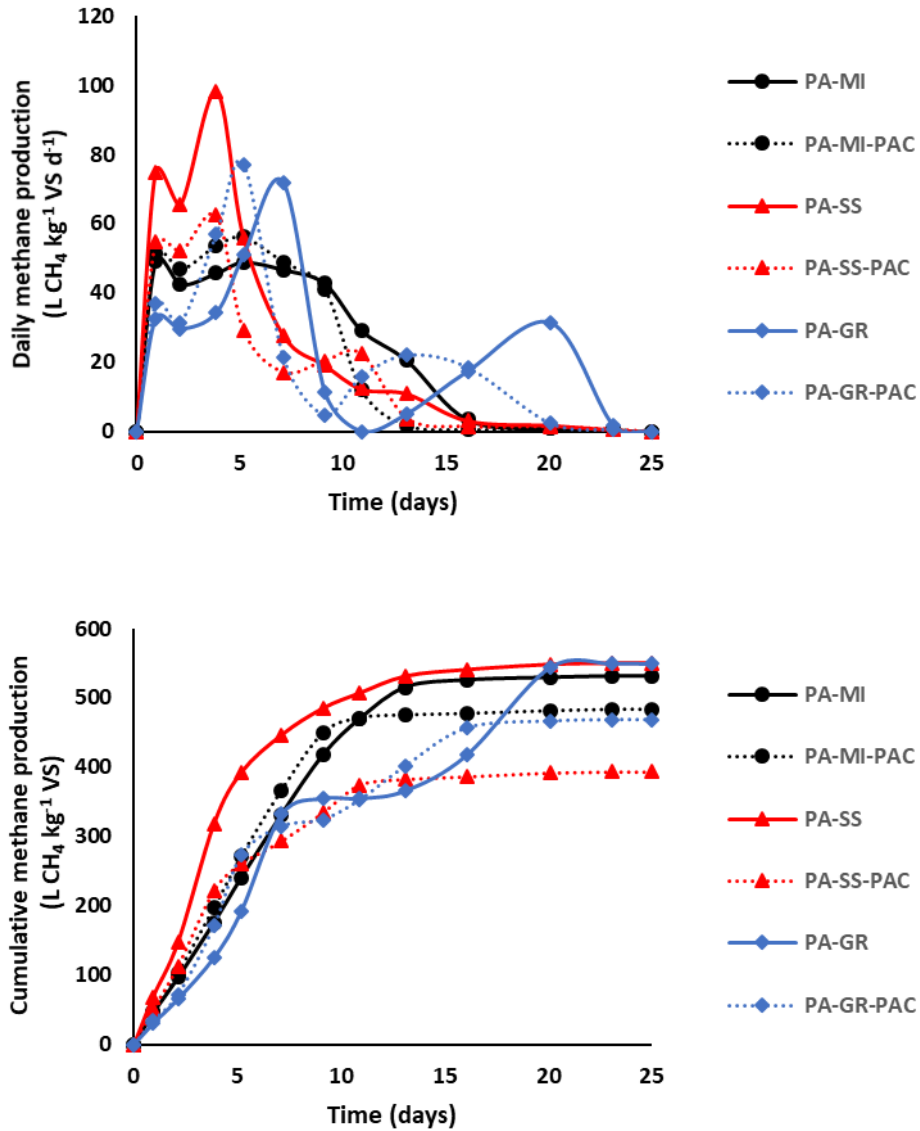 120
100
80
60
40
20
0
Daily methane production
(L CH₄ kg⁻¹ VS d⁻¹)
0 5 10 15 20 25
Time (days)
PA-MI
PA-MI-PAC
PA-SS
PA-SS-PAC
PA-GR
PA-GR-PAC
600
500
400
300
200
100
0
Cumulative methane production
(L CH₄ kg⁻¹ VS)
0 5 10 15 20 25
Time (days)
PA-MI
PA-MI-PAC
PA-SS
PA-SS-PAC
PA-GR
PA-GR-PAC